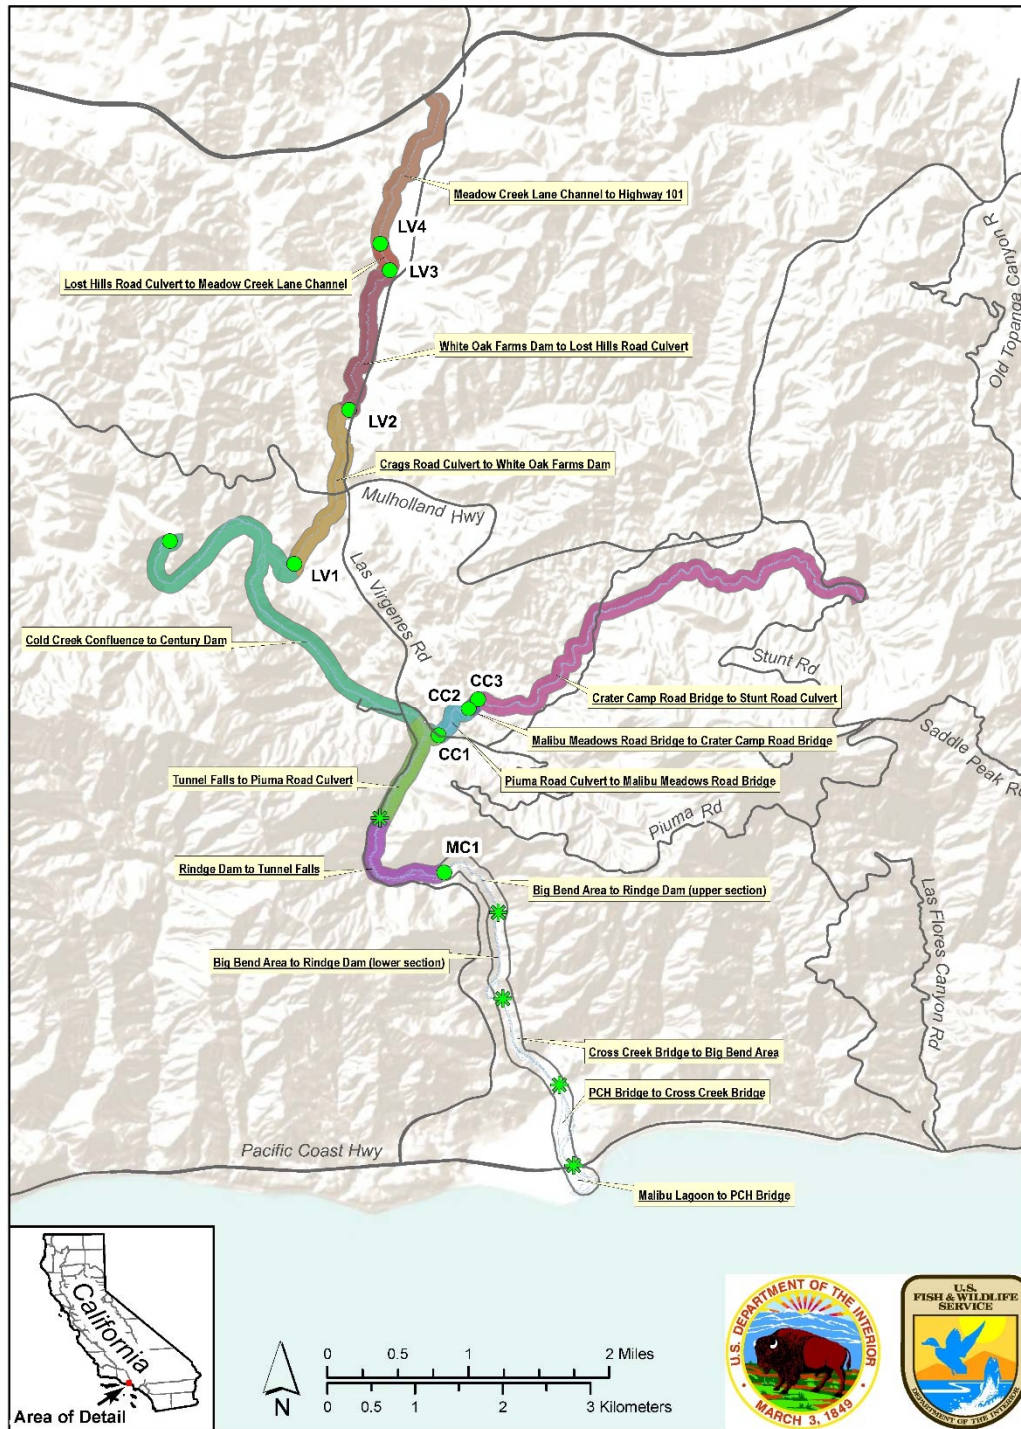 Meadow Creek Lane Channel to Highway 101
LV4
Lost Hills Road Culvert to Meadow Creek Lane Channel
LV3
Old Topanga Canyon R
White Oak Farms Dam to Lost Hills Road Culvert
LV2
Crags Road Culvert to White Oak Farms Dam
Mulholland Hwy
LV1
Las Virgenes Rd
Cold Creek Confluence to Century Dam
Stunt Rd
CC3
CC2
Crater Camp Road Bridge to Stunt Road Culvert
Malibu Meadows Road Bridge to Crater Camp Road Bridge
CC1
Saddle Peak Rd
Tunnel Falls to Piuma Road Culvert
Piuma Road Culvert to Malibu Meadows Road Bridge
Piuma Rd
MC1
Rindge Dam to Tunnel Falls
Big Bend Area to Rindge Dam (upper section)
Las Flores Canyon Rd
Big Bend Area to Rindge Dam (lower section)
Cross Creek Bridge to Big Bend Area
PCH Bridge to Cross Creek Bridge
Pacific Coast Hwy
Malibu Lagoon to PCH Bridge
California
Area of Detail
N
0 0.5 1 2 Miles
0 0.5 1 2 3 Kilometers
U.S. DEPARTMENT OF THE INTERIOR
MARCH 3, 1849
U.S.
FISH & WILDLIFE
SERVICE
DEPARTMENT OF THE INTERIOR